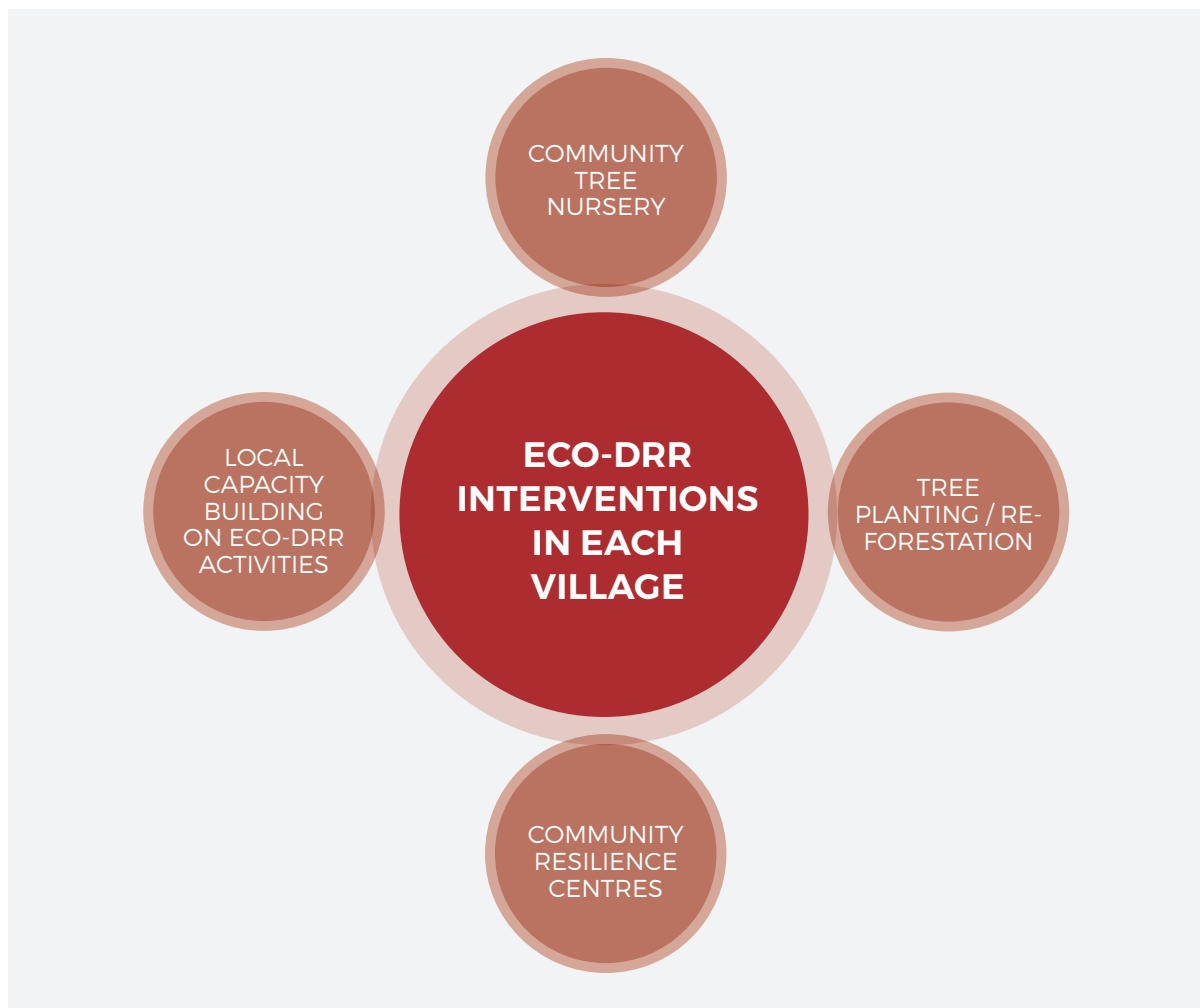 COMMUNITY
TREE
NURSERY
LOCAL
CAPACITY
BUILDING
ON ECO-DRR
ACTIVITIES
ECO-DRR
INTERVENTIONS
IN EACH
VILLAGE
TREE
PLANTING / RE-
FORESTATION
COMMUNITY
RESILIENCE
CENTRES